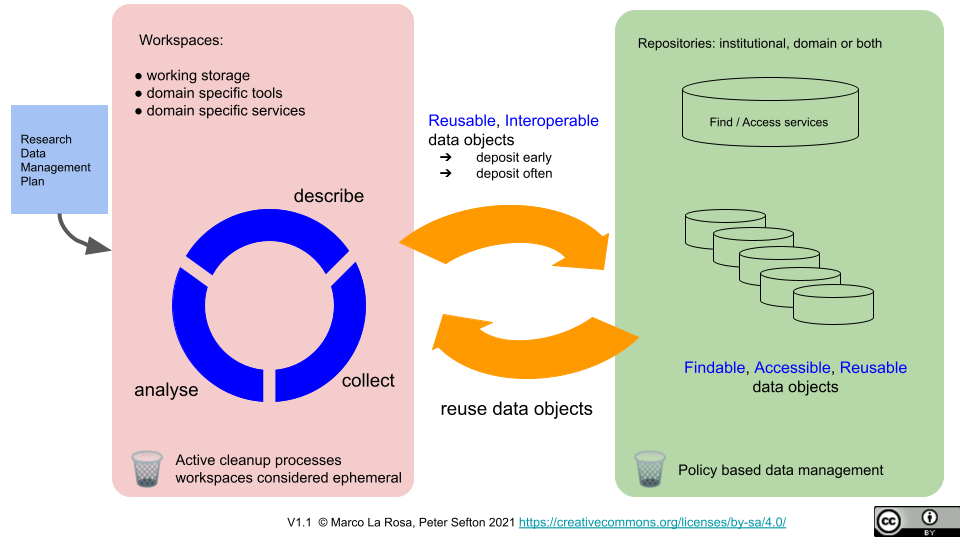 Workspaces:
● working storage
● domain specific tools
● domain specific services
Research
Data
Management
Plan
describe
analyse
collect
Active cleanup processes
workspaces considered ephemeral
Reusable, Interoperable
data objects
➔ deposit early
➔ deposit often
reuse data objects
Repositories: institutional, domain or both
Find / Access services
Findable, Accessible, Reusable
data objects
Policy based data management
V1.1 © Marco La Rosa, Peter Sefton 2021 https://creativecommons.org/licenses/by-sa/4.0/
cc
BY